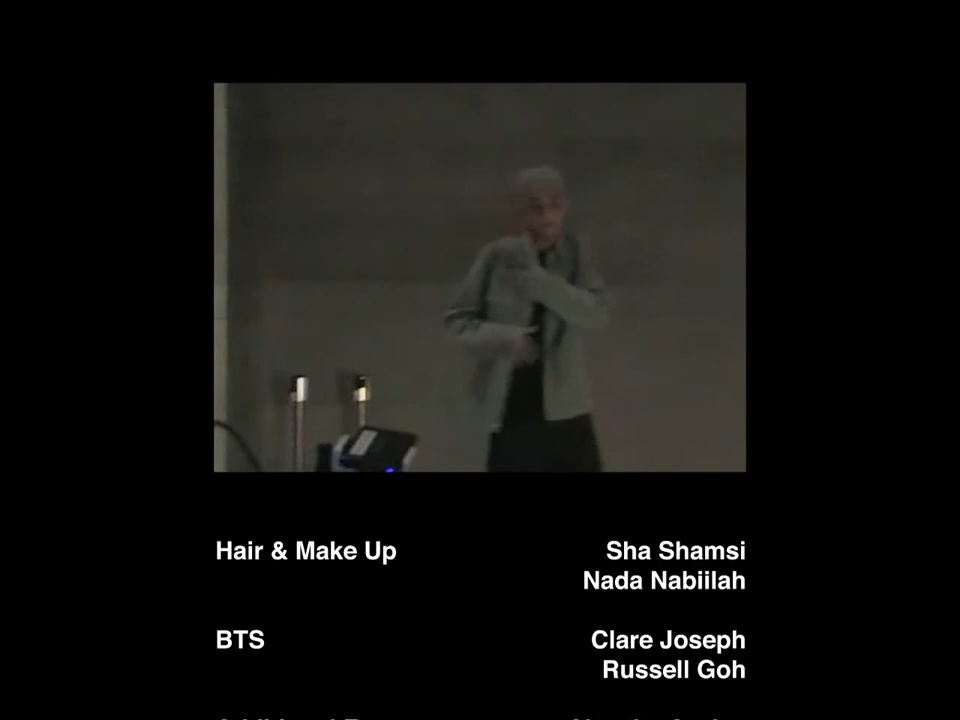 Hair & Make Up Sha Shamsi
Nada Nabiilah
BTS Clare Joseph
Russell Goh